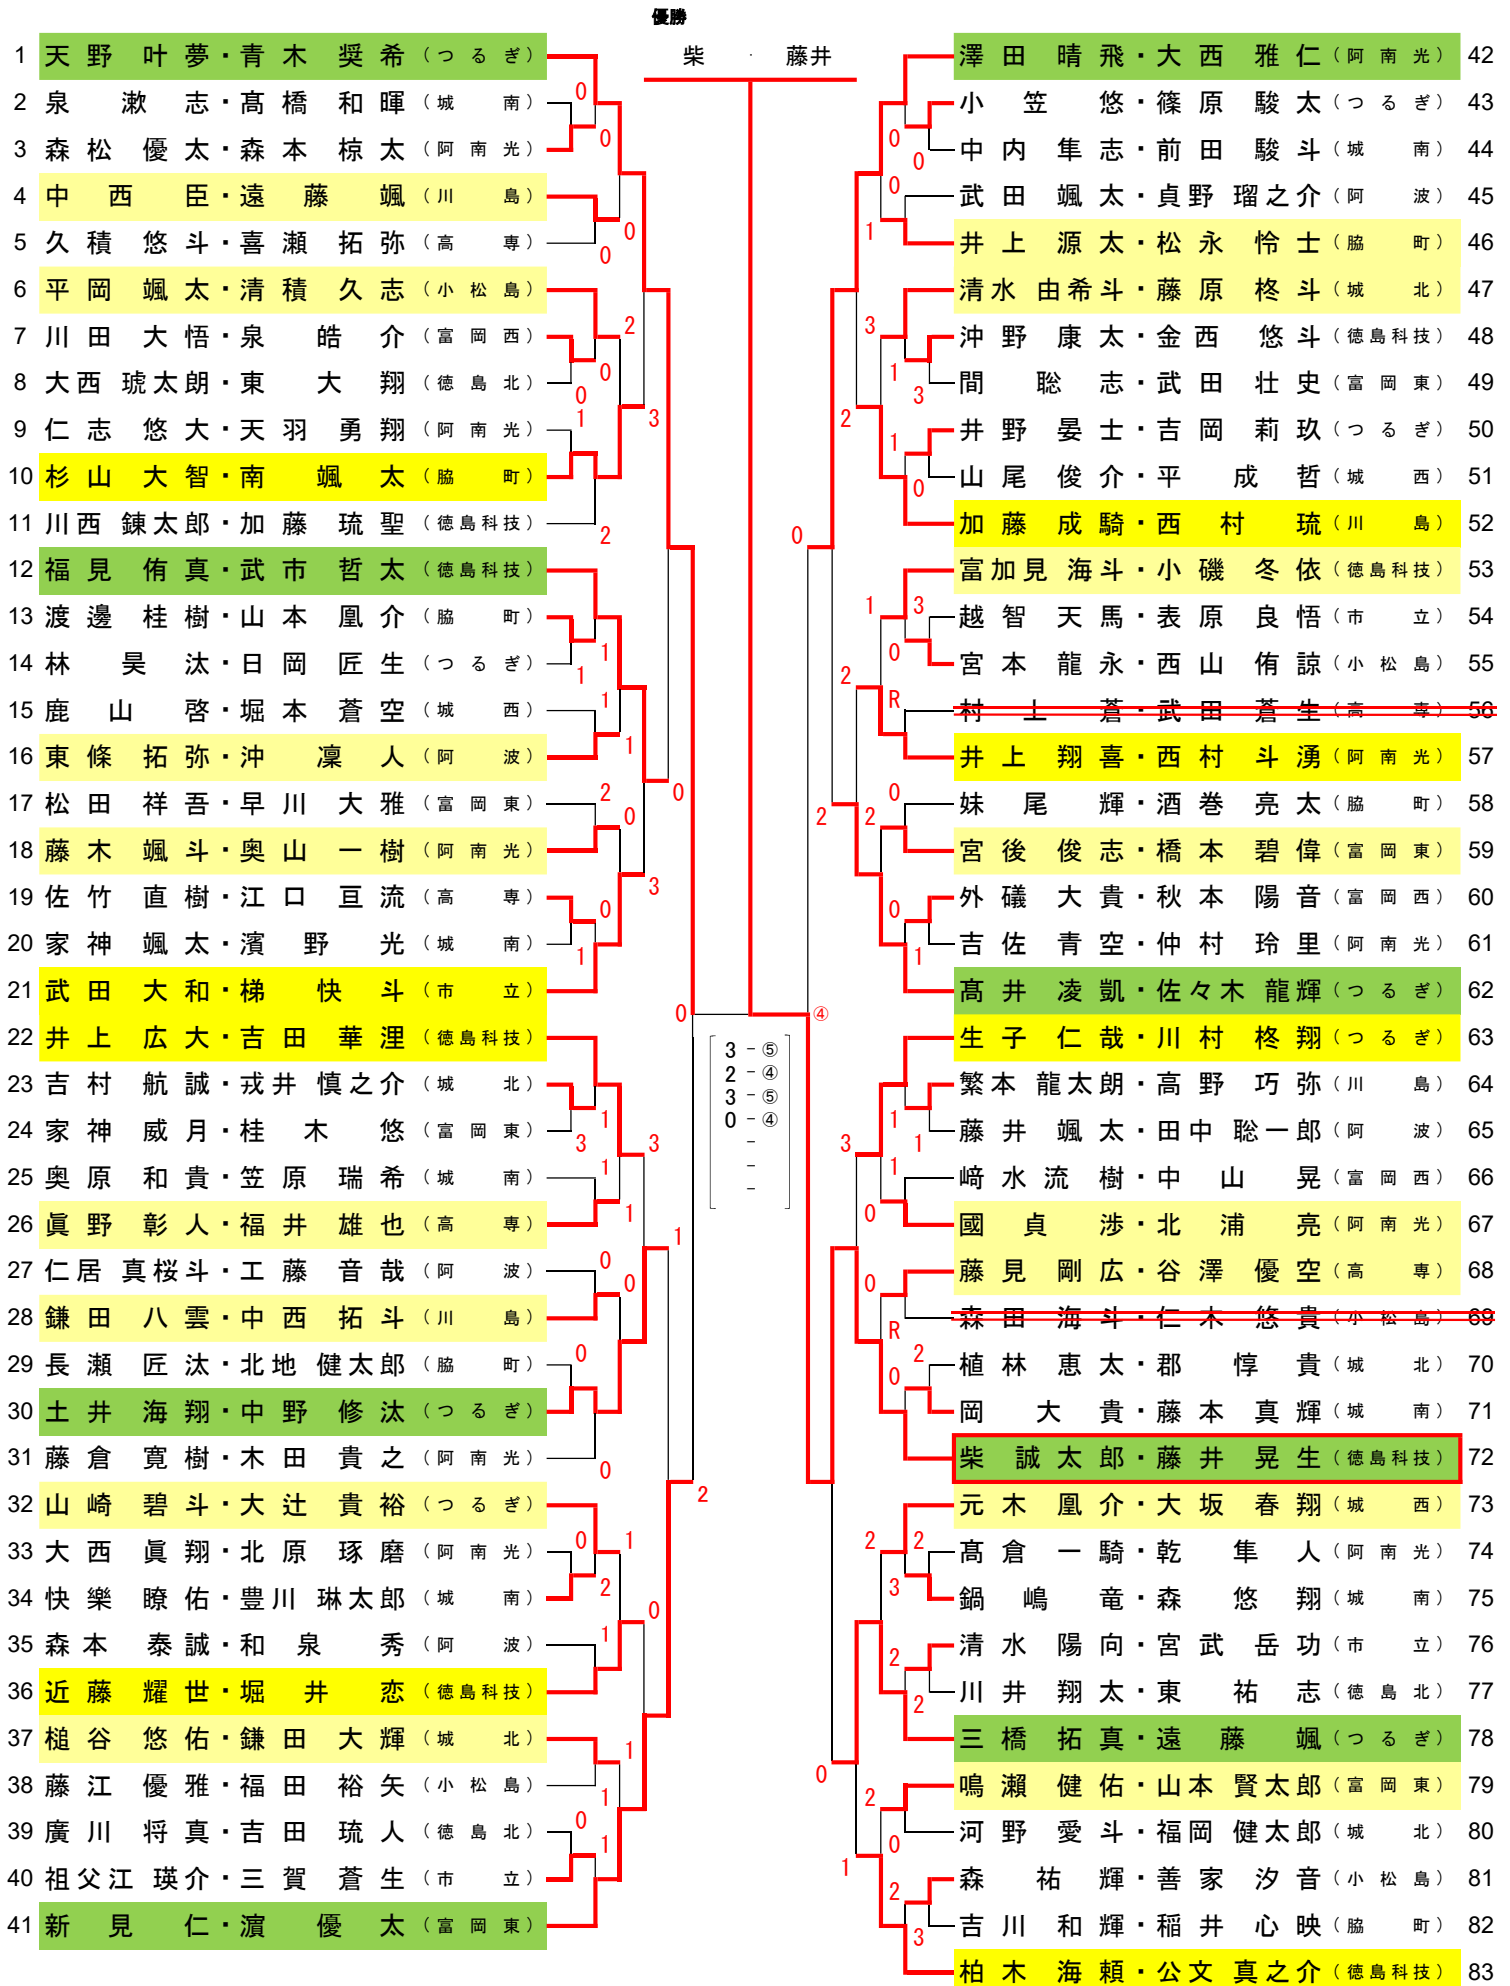 優勝
柴 ・ 藤井
1 天野 叶夢・青木 奨希 (つるぎ)
2 泉 漱志・髙橋 和暉 (城南)
3 森松 優太・森本 椋太 (阿南光)
4 中西 臣・遠藤 颯 (川島)
5 久積 悠斗・喜瀬 拓弥 (高専)
6 平岡 颯太・清積 久志 (小松島)
7 川田 大悟・泉 皓介 (富岡西)
8 大西 琥太朗・東 大翔 (徳島北)
9 仁志 悠大・天羽 勇翔 (阿南光)
10 杉山 大智・南 颯太 (脇町)
11 川西 錬太郎・加藤 琉聖 (徳島科技)
12 福見 侑真・武市 哲太 (徳島科技)
13 渡邊 桂樹・山本 凰介 (脇町)
14 林 昊汰・日岡 匠生 (つるぎ)
15 鹿山 啓・堀本 蒼空 (城西)
16 東條 拓弥・沖 凜人 (阿波)
17 松田 祥吾・早川 大雅 (富岡東)
18 藤木 颯斗・奥山 一樹 (阿南光)
19 佐竹 直樹・江口 亘流 (高専)
20 家神 颯太・濱野 光 (城南)
21 武田 大和・梯 快斗 (市立)
22 井上 広大・吉田 華浬 (徳島科技)
23 吉村 航誠・戎井 慎之介 (城北)
24 家神 威月・桂木 悠 (富岡東)
25 奥原 和貴・笠原 瑞希 (城南)
26 眞野 彰人・福井 雄也 (高専)
27 仁居 真桜斗・工藤 音哉 (阿波)
28 鎌田 八雲・中西 拓斗 (川島)
29 長瀬 匠汰・北地 健太郎 (脇町)
30 土井 海翔・中野 修汰 (つるぎ)
31 藤倉 寛樹・木田 貴之 (阿南光)
32 山崎 碧斗・大辻 貴裕 (つるぎ)
33 大西 眞翔・北原 琢磨 (阿南光)
34 快樂 瞭佑・豊川 琳太郎 (城南)
35 森本 泰誠・和泉 秀 (阿波)
36 近藤 耀世・堀井 恋 (徳島科技)
37 槌谷 悠佑・鎌田 大輝 (城北)
38 藤江 優雅・福田 裕矢 (小松島)
39 廣川 将真・吉田 琉人 (徳島北)
40 祖父江 瑛介・三賀 蒼生 (市立)
41 新見 仁・濵 優太 (富岡東)
3 - ⑤
2 - ④
3 - ⑤
0 - ④
-
-
-
④
澤田 晴飛・大西 雅仁 (阿南光) 42
小笠 悠・篠原 駿太 (つるぎ) 43
中内 隼志・前田 駿斗 (城南) 44
武田 颯太・貞野 瑠之介 (阿波) 45
井上 源太・松永 怜士 (脇町) 46
清水 由希斗・藤原 柊斗 (城北) 47
沖野 康太・金西 悠斗 (徳島科技) 48
間 聡志・武田 壮史 (富岡東) 49
井野 晏士・吉岡 莉玖 (つるぎ) 50
山尾 俊介・平 成哲 (城西) 51
加藤 成騎・西村 琉 (川島) 52
富加見 海斗・小磯 冬依 (徳島科技) 53
越智 天馬・表原 良悟 (市立) 54
宮本 龍永・西山 侑諒 (小松島) 55
村上 蒼・武田 蒼生 (高専) 56
井上 翔喜・西村 斗湧 (阿南光) 57
妹尾 輝・酒巻 亮太 (脇町) 58
宮後 俊志・橋本 碧偉 (富岡東) 59
外礒 大貴・秋本 陽音 (富岡西) 60
吉佐 青空・仲村 玲里 (阿南光) 61
髙井 凌凱・佐々木 龍輝 (つるぎ) 62
生子 仁哉・川村 柊翔 (つるぎ) 63
繁本 龍太朗・高野 巧弥 (川島) 64
藤井 颯太・田中 聡一郎 (阿波) 65
﨑水 流樹・中山 晃 (富岡西) 66
國貞 渉・北浦 亮 (阿南光) 67
藤見 剛広・谷澤 優空 (高専) 68
森田 海斗・仁木 悠貴 (小松島) 69
植林 恵太・郡 惇貴 (城北) 70
岡 大貴・藤本 真輝 (城南) 71
柴 誠太郎・藤井 晃生 (徳島科技) 72
元木 凰介・大坂 春翔 (城西) 73
髙倉 一騎・乾 隼人 (阿南光) 74
鍋嶋 竜・森 悠翔 (城南) 75
清水 陽向・宮武 岳功 (市立) 76
川井 翔太・東 祐志 (徳島北) 77
三橋 拓真・遠藤 颯 (つるぎ) 78
鳴瀬 健佑・山本 賢太郎 (富岡東) 79
河野 愛斗・福岡 健太郎 (城北) 80
森 祐輝・善家 汐音 (小松島) 81
吉川 和輝・稲井 心映 (脇町) 82
柏木 海頼・公文 真之介 (徳島科技) 83